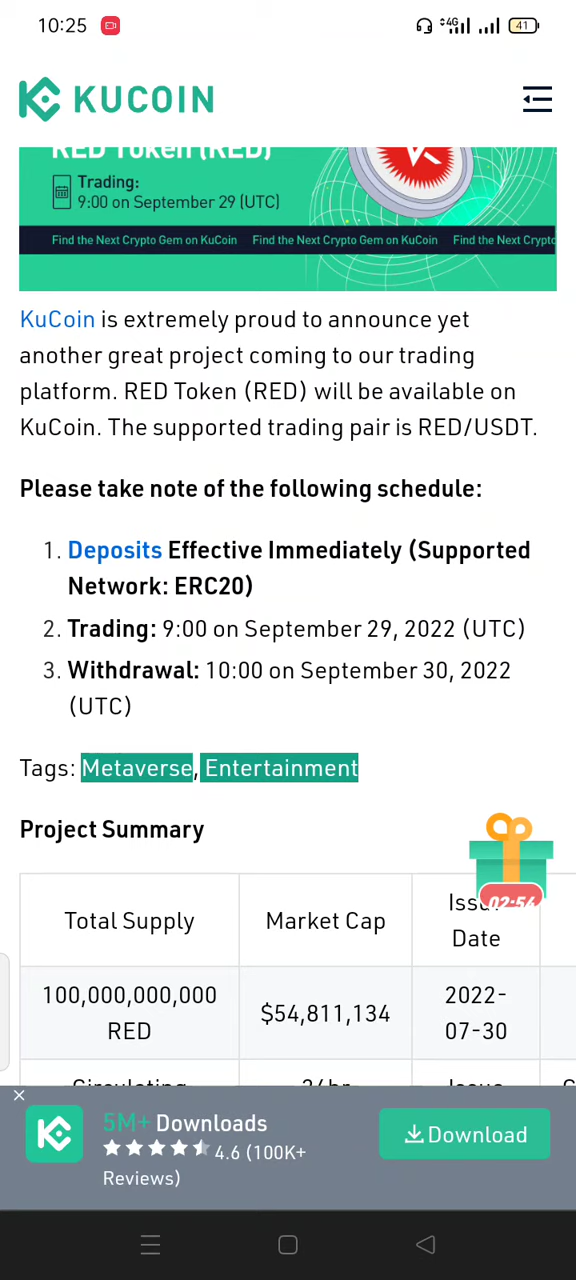 10:25
4G
41
KUCOIN
RED Token (RED)
Trading:
9:00 on September 29 (UTC)
Find the Next Crypto Gem on KuCoin Find the Next Crypto Gem on KuCoin Find the Next Crypto
KuCoin is extremely proud to announce yet
another great project coming to our trading
platform. RED Token (RED) will be available on
KuCoin. The supported trading pair is RED/USDT.
Please take note of the following schedule:
1. Deposits Effective Immediately (Supported
Network: ERC20)
2. Trading: 9:00 on September 29, 2022 (UTC)
3. Withdrawal: 10:00 on September 30, 2022
(UTC)
Tags: Metaverse, Entertainment
Project Summary
02:54
Total Supply
Market Cap
Issue
Date
100,000,000,000
RED
$54,811,134
2022-
07-30
Circulating
24hr
Issue
5M+ Downloads
4.6 (100K+
Reviews)
Download